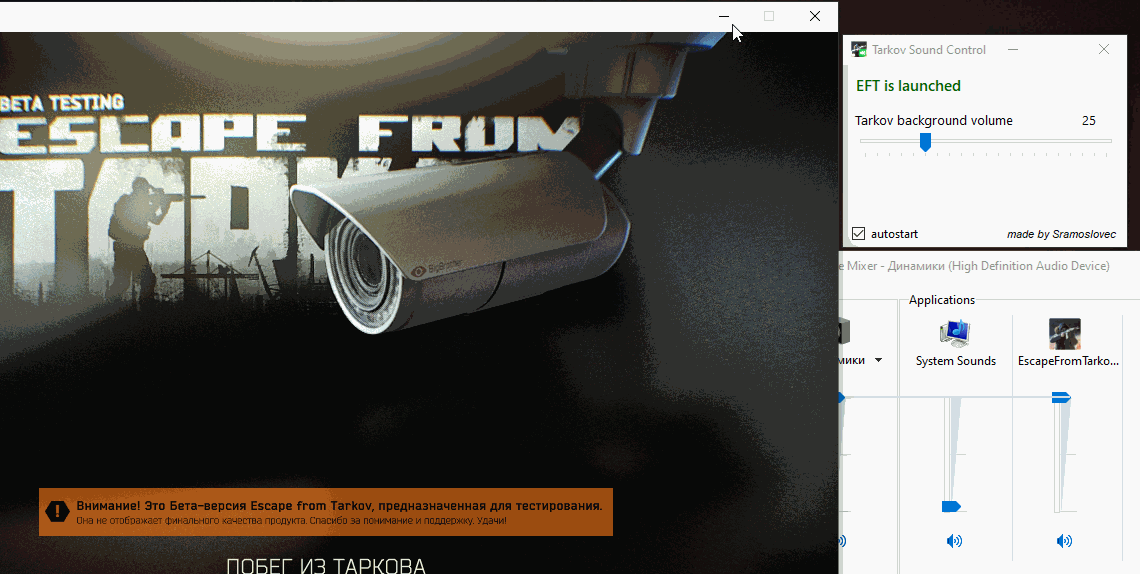 BETA TESTING
ESCAPE FROM
TARKOV
BigBrother
Внимание! Это Бета-версия Escape from Tarkov, предназначенная для тестирования.
Она не отображает финального качества продукта. Спасибо за понимание и поддержку. Удачи!
ПОБЕГ ИЗ ТАРКОВА
Tarkov Sound Control
EFT is launched
Tarkov background volume 25
autostart made by Sramoslovec
e Mixer - Динамики (High Definition Audio Device)
Applications
мики
System Sounds
EscapeFromTarko...